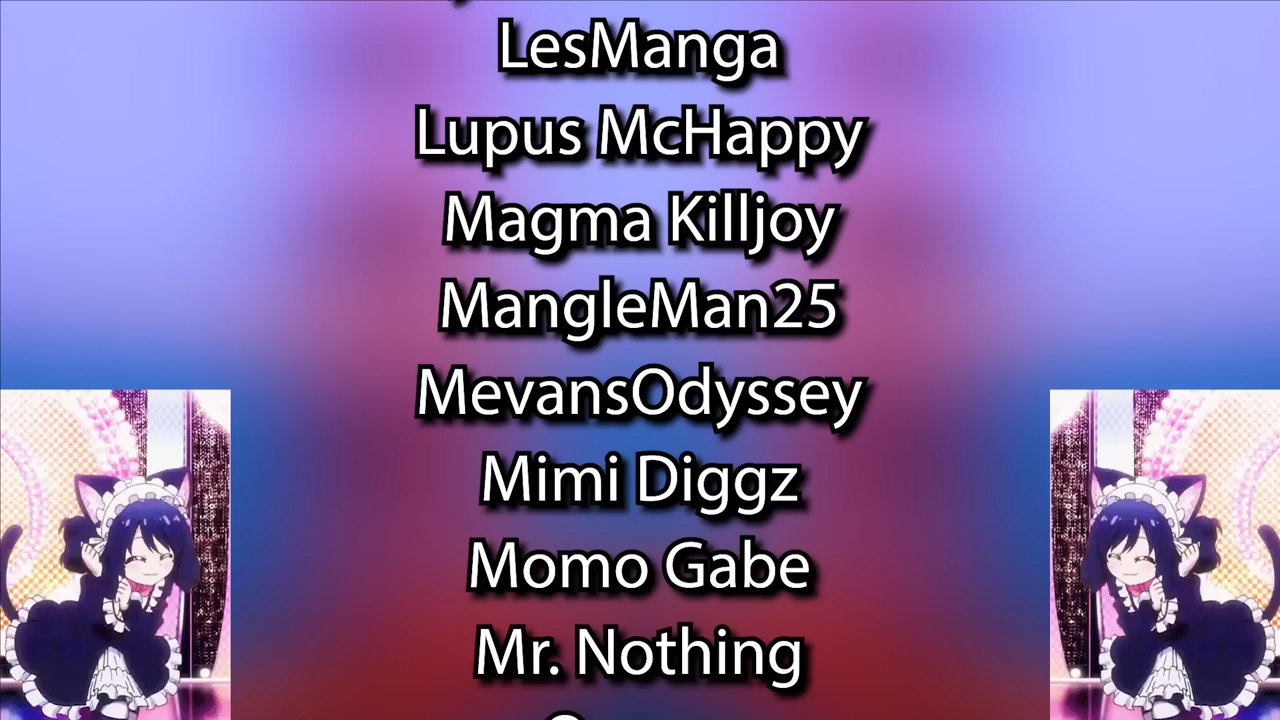 LesManga
Lupus McHappy
Magma Killjoy
MangleMan25
MevansOdyssey
Mimi Diggz
Momo Gabe
Mr. Nothing